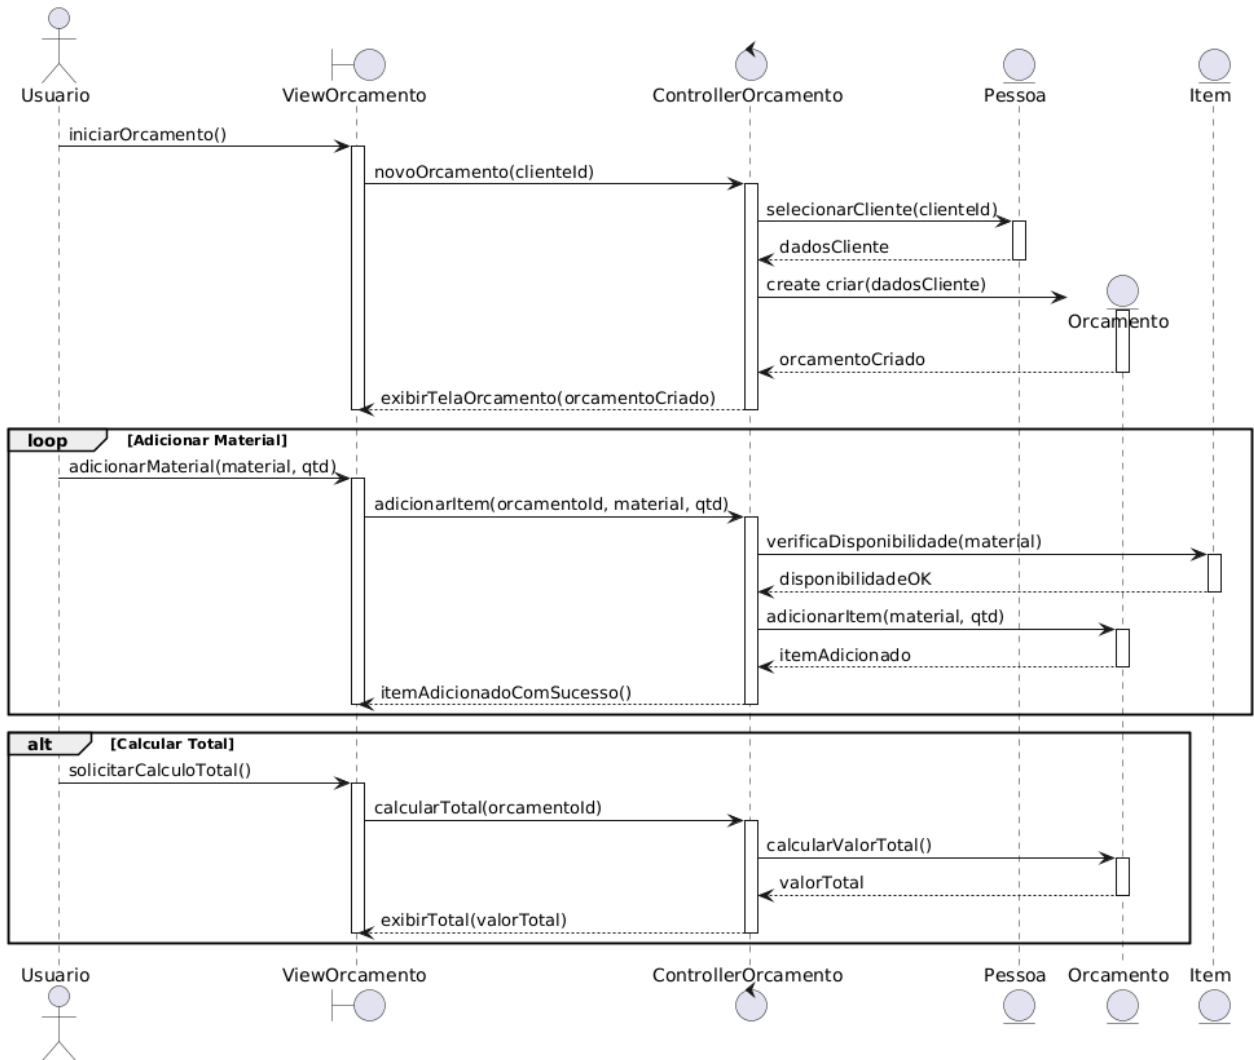 Usuario
ViewOrcamento
ControllerOrcamento
Pessoa
Item
iniciarOrcamento()
novoOrcamento(clienteId)
selecionarCliente(clienteId)
dadosCliente
create criar(dadosCliente)
Orcamento
orcamentoCriado
exibirTelaOrcamento(orcamentoCriado)
loop [Adicionar Material]
adicionarMaterial(material, qtd)
adicionarItem(orcamentoId, material, qtd)
verificaDisponibilidade(material)
disponibilidadeOK
adicionarItem(material, qtd)
itemAdicionado
itemAdicionadoComSucesso()
alt [Calcular Total]
solicitarCalculoTotal()
calcularTotal(orcamentoId)
calcularValorTotal()
valorTotal
exibirTotal(valorTotal)
Usuario
ViewOrcamento
ControllerOrcamento
Pessoa
Orcamento
Item